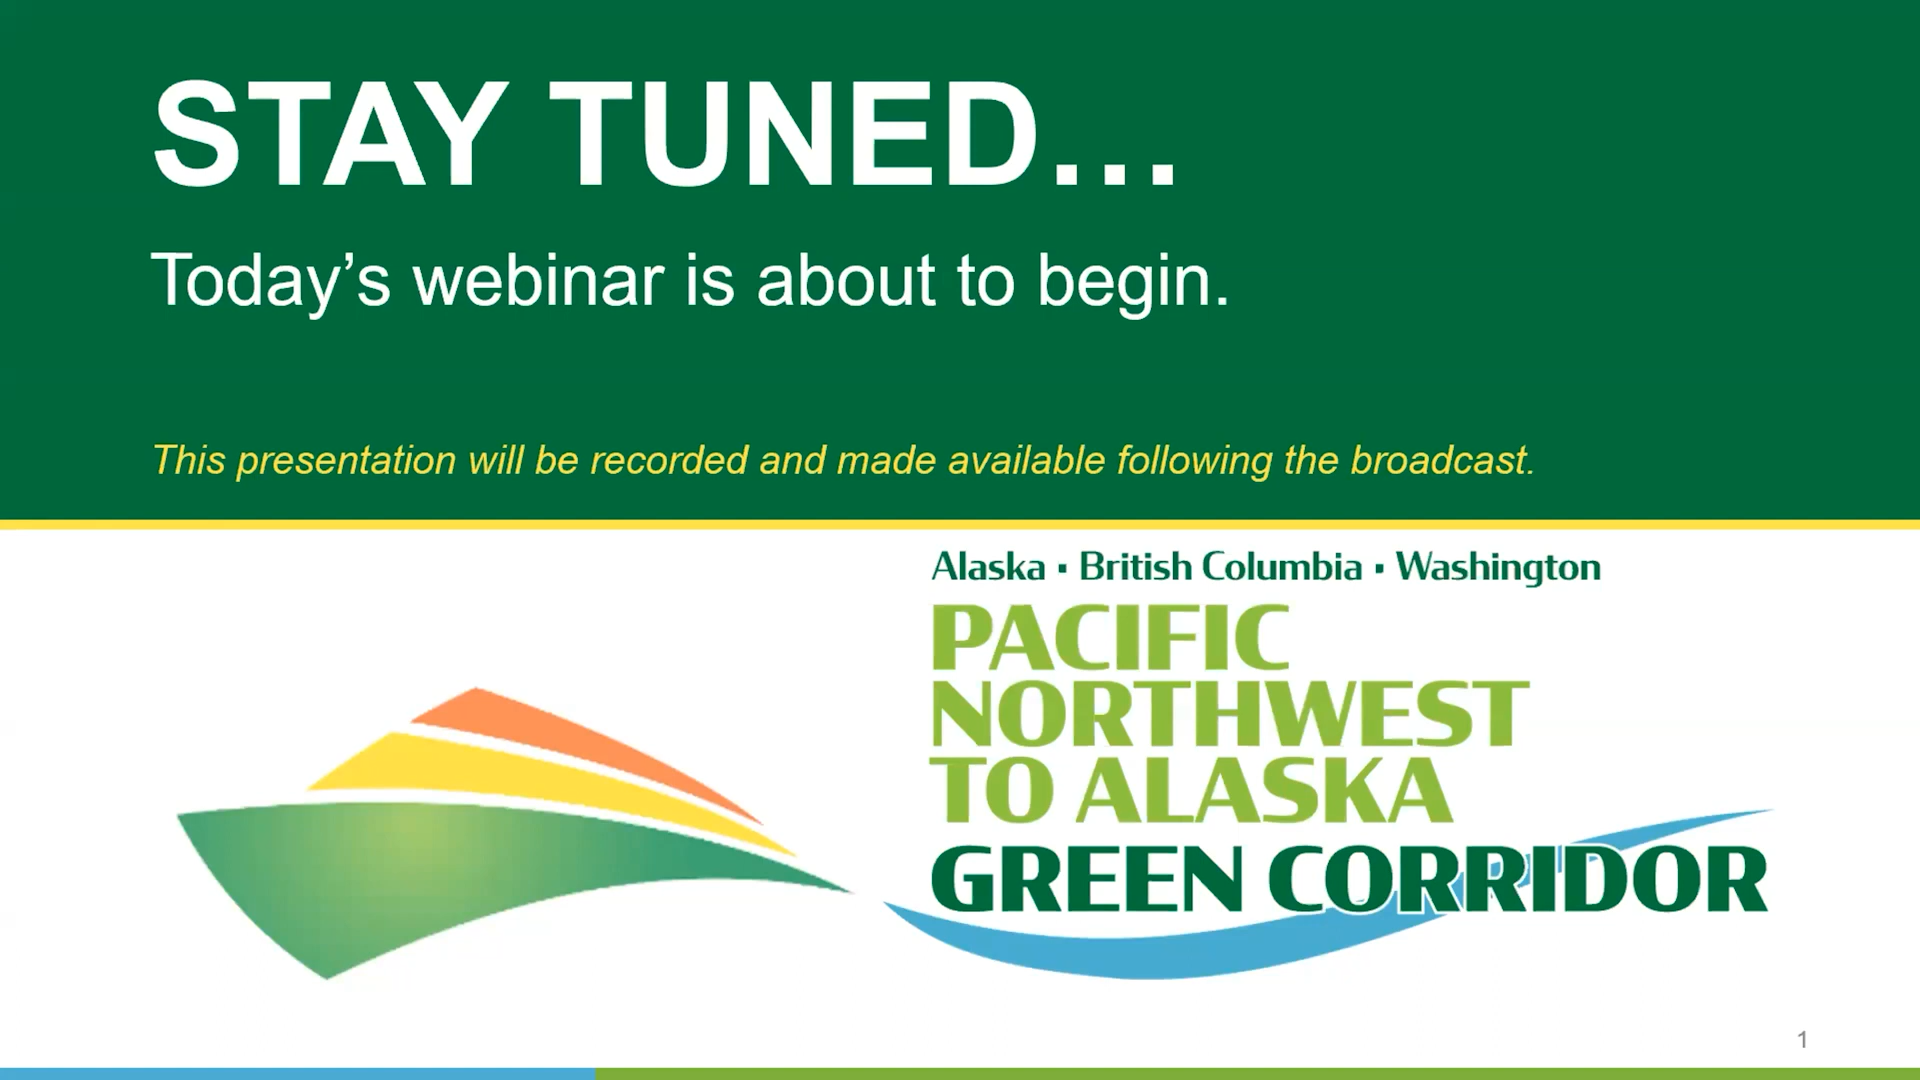 STAY TUNED…
Today’s webinar is about to begin.
This presentation will be recorded and made available following the broadcast.
Alaska ▪ British Columbia ▪ Washington
PACIFIC
NORTHWEST
TO ALASKA
GREEN CORRIDOR
1